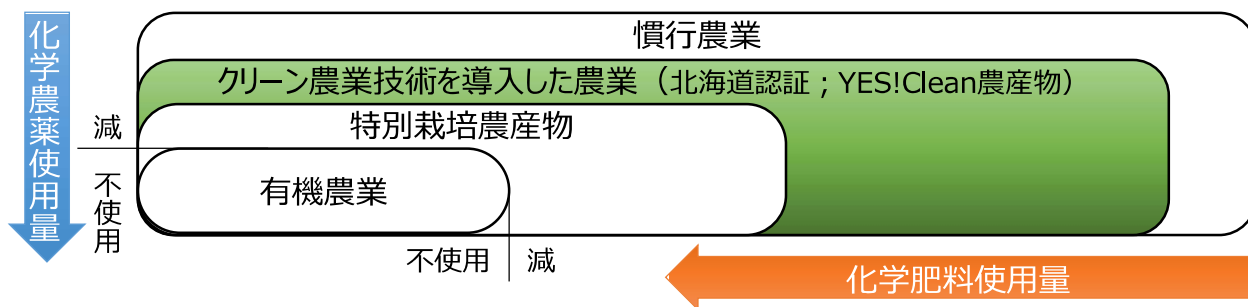 化学農薬使用量
慣行農業
クリーン農業技術を導入した農業（北海道認証；YES!Clean農産物）
特別栽培農産物
減
有機農業
不使用
不使用
減
化学肥料使用量